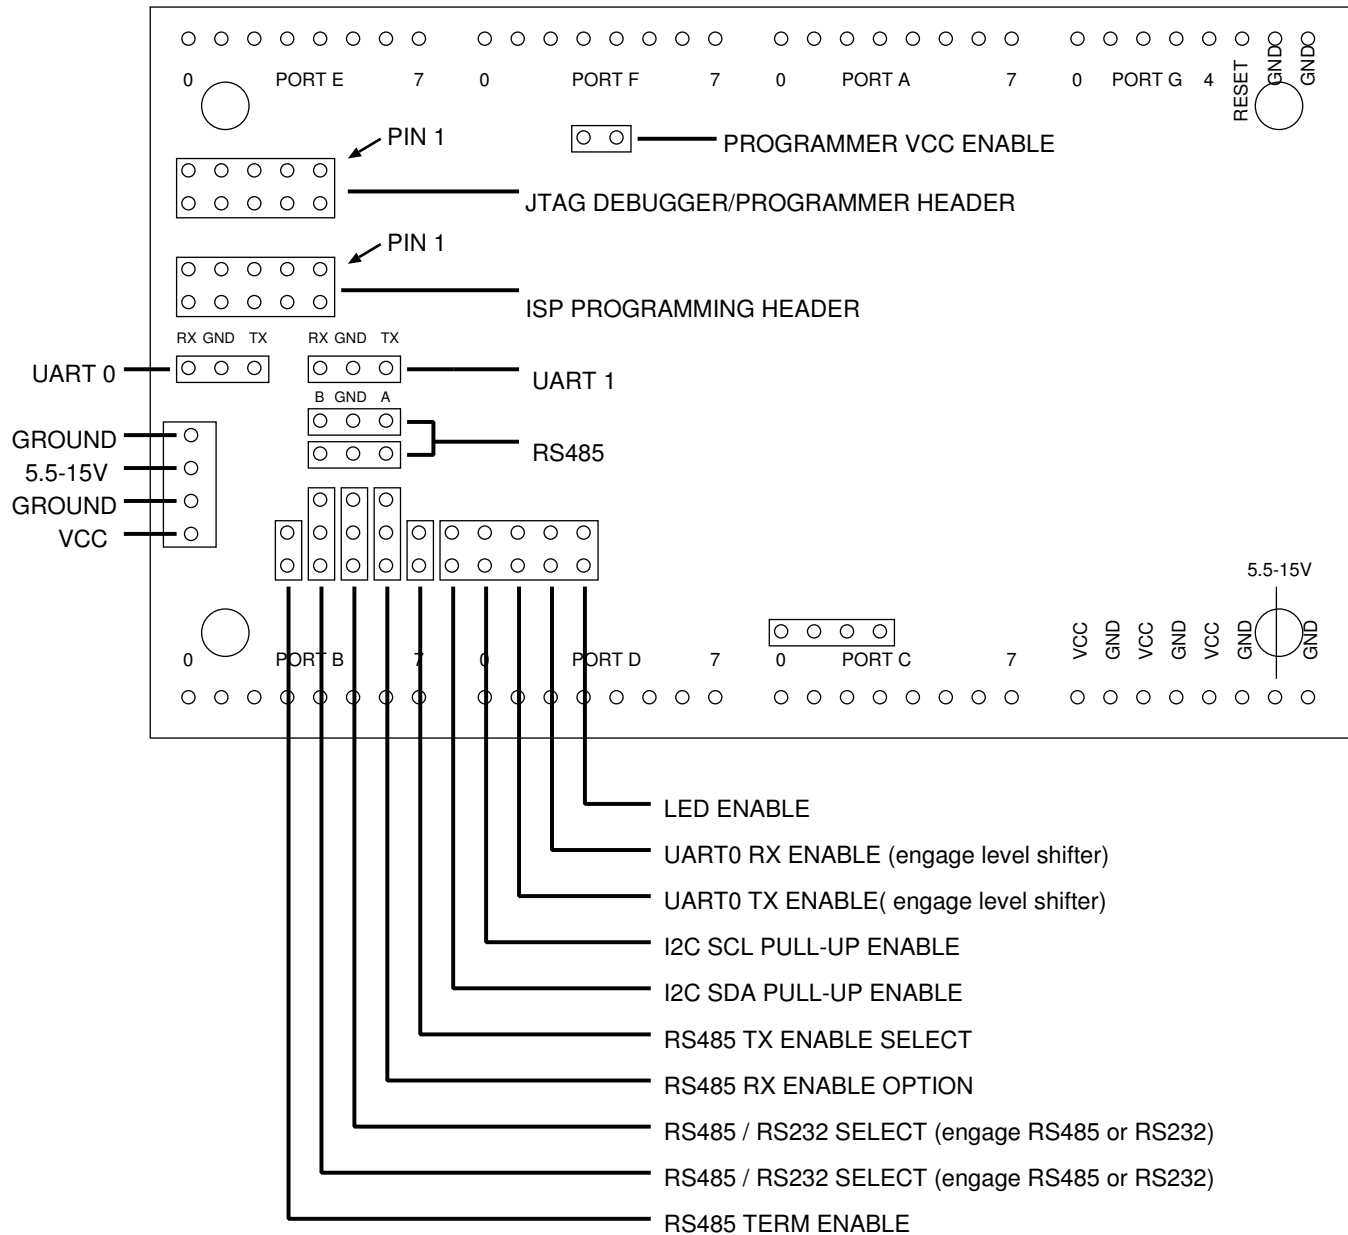 0 PORT E 7 0 PORT F 7 0 PORT A 7 0 PORT G 4 RESET GND GND
PIN 1
PROGRAMMER VCC ENABLE
JTAG DEBUGGER/PROGRAMMER HEADER
PIN 1
ISP PROGRAMMING HEADER
RX GND TX RX GND TX
UART 0
UART 1
B GND A
GROUND
RS485
5.5-15V
GROUND
VCC
5.5-15V
VCC GND VCC GND VCC GND GND
0 PORT B 7 0 PORT D 7 0 PORT C 7
LED ENABLE
UART0 RX ENABLE (engage level shifter)
UART0 TX ENABLE( engage level shifter)
I2C SCL PULL-UP ENABLE
I2C SDA PULL-UP ENABLE
RS485 TX ENABLE SELECT
RS485 RX ENABLE OPTION
RS485 / RS232 SELECT (engage RS485 or RS232)
RS485 / RS232 SELECT (engage RS485 or RS232)
RS485 TERM ENABLE